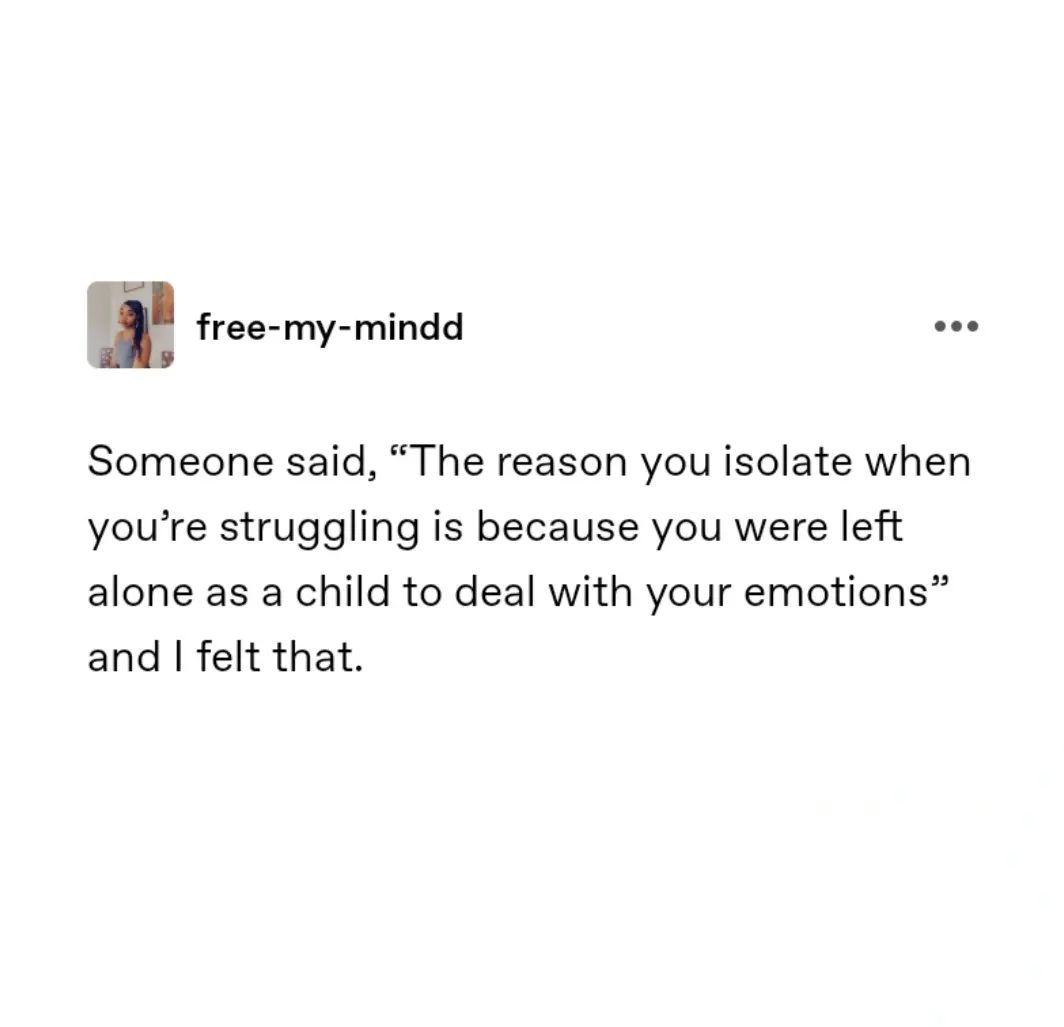 free-my-mindd
Someone said, “The reason you isolate when
you’re struggling is because you were left
alone as a child to deal with your emotions”
and I felt that.